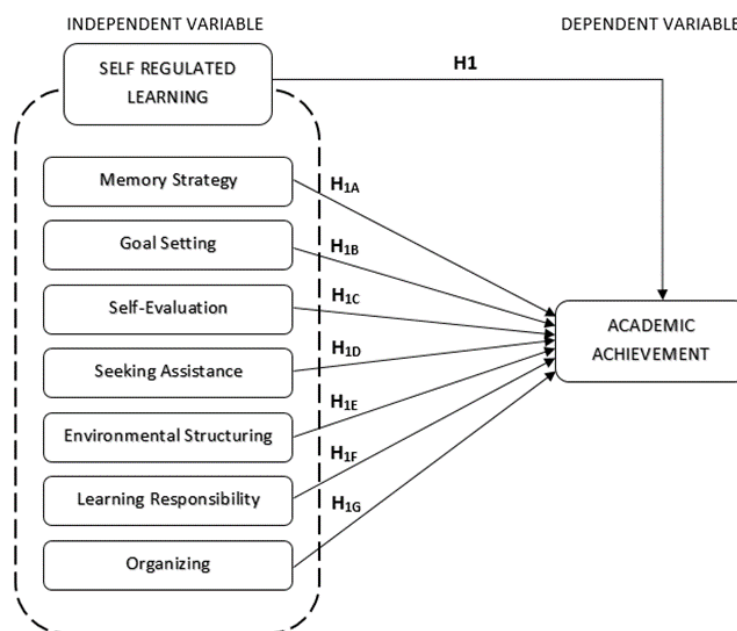 INDEPENDENT VARIABLE
DEPENDENT VARIABLE
SELF REGULATED
LEARNING
H1
Memory Strategy
H1A
Goal Setting
H1B
Self-Evaluation
H1C
Seeking Assistance
H1D
Environmental Structuring
H1E
Learning Responsibility
H1F
Organizing
H1G
ACADEMIC
ACHIEVEMENT